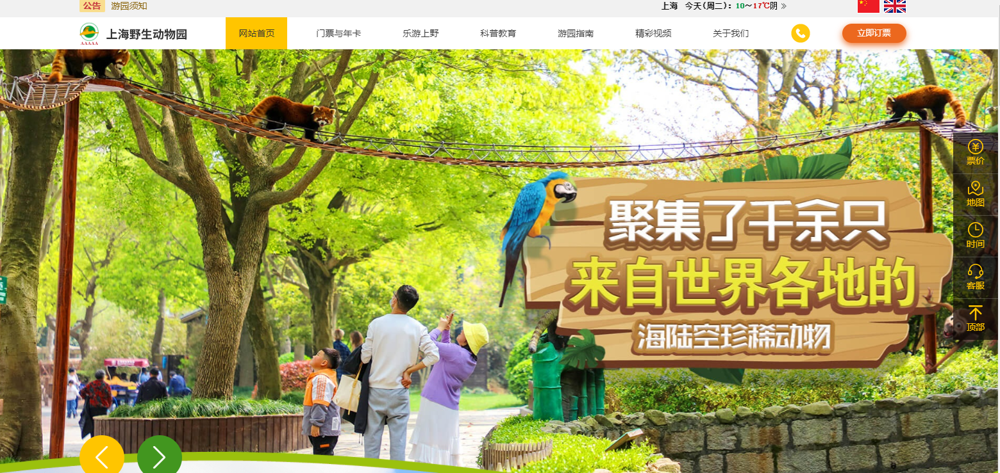 公告 游园须知 上海 今天(周二)：10～17℃阴
上海野生动物园 网站首页 门票与年卡 乐游上野 科普教育 游园指南 精彩视频 关于我们 立即订票
AAAAA
票价
地图
时间
客服
顶部
聚集了千余只
来自世界各地的
海陆空珍稀动物